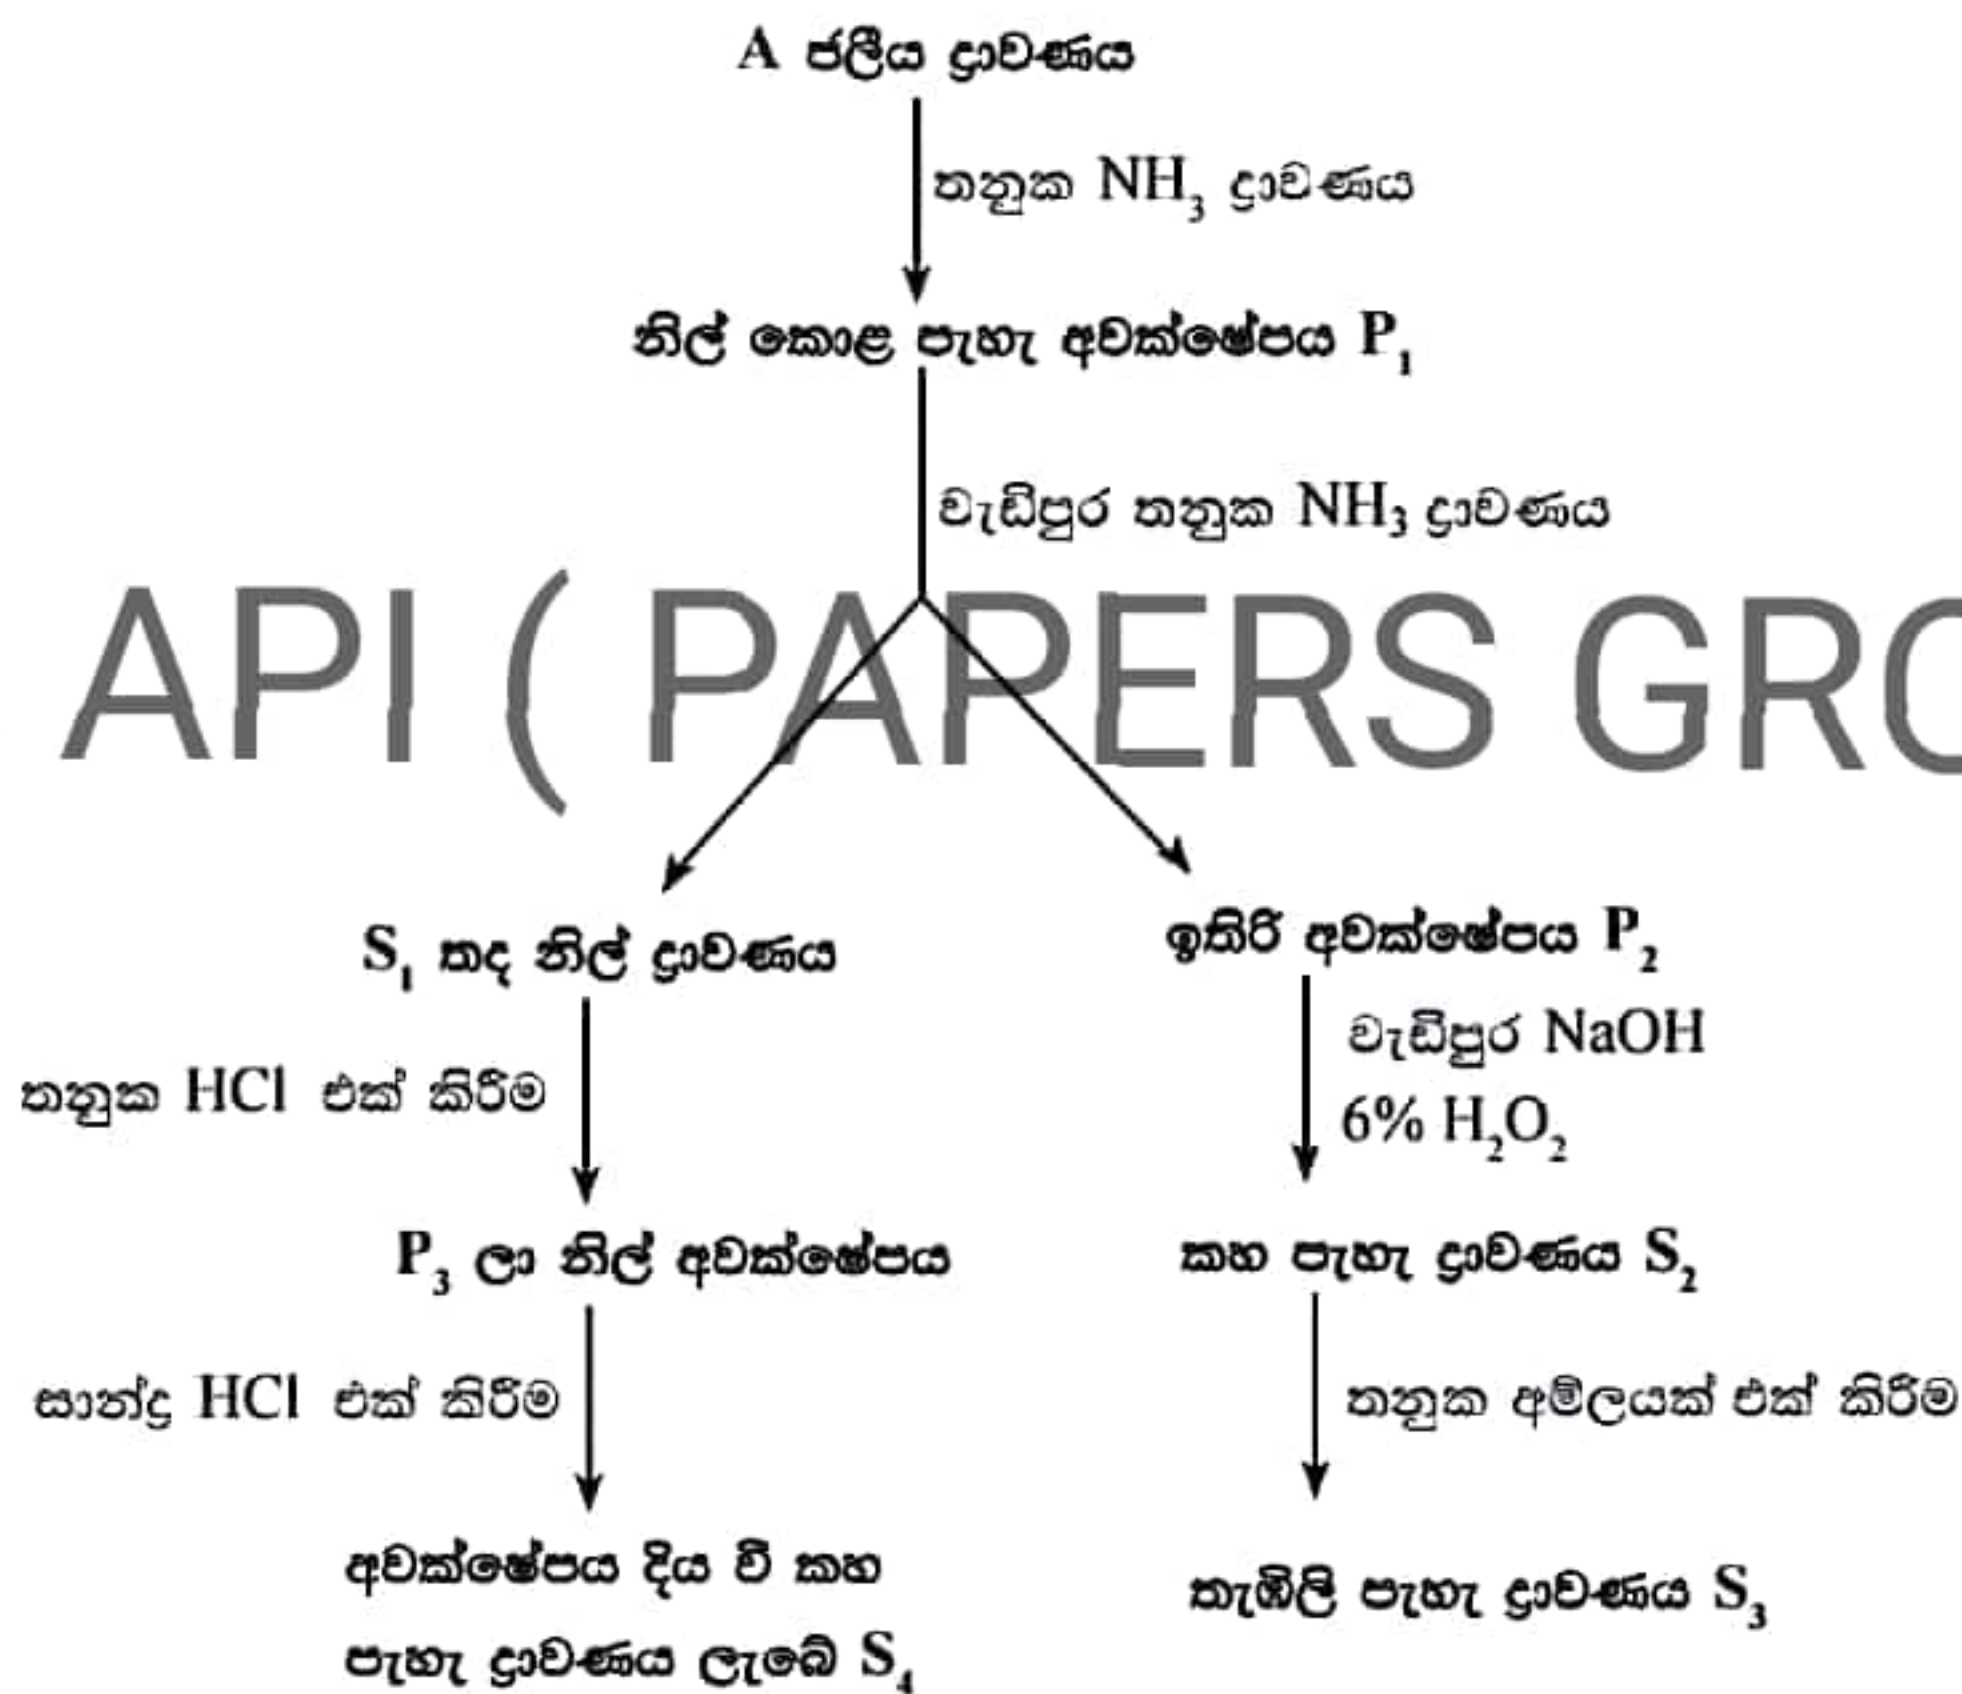 A ජලීය ද්‍රාවණය
තනුක NH₃ ද්‍රාවණය
නිල් කොළ පැහැ අවක්ෂේපය P₁
වැඩිපුර තනුක NH₃ ද්‍රාවණය
API ( PAPERS GRO
S₁ තද නිල් ද්‍රාවණය
ඉතිරි අවක්ෂේපය P₂
වැඩිපුර NaOH
6% H₂O₂
තනුක HCl එක් කිරීම
P₃ ලා නිල් අවක්ෂේපය
කහ පැහැ ද්‍රාවණය S₂
සාන්ද්‍ර HCl එක් කිරීම
තනුක අම්ලයක් එක් කිරීම
අවක්ෂේපය දිය වී කහ
පැහැ ද්‍රාවණය ලැබේ S₄
තැඹිලි පැහැ ද්‍රාවණය S₃